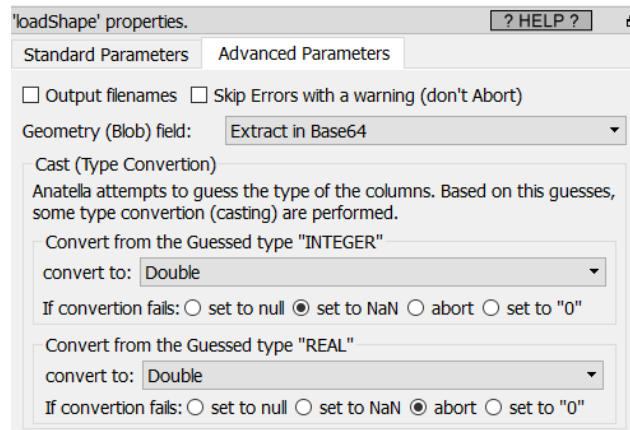 'loadShape' properties.
? HELP ?
Standard Parameters
Advanced Parameters
Output filenames
Skip Errors with a warning (don't Abort)
Geometry (Blob) field:
Extract in Base64
Cast (Type Convertion)
Anatella attempts to guess the type of the columns. Based on this guesses,
some type convertion (casting) are performed.
Convert from the Guessed type "INTEGER"
convert to: Double
If convertion fails: set to null set to NaN abort set to "0"
Convert from the Guessed type "REAL"
convert to: Double
If convertion fails: set to null set to NaN abort set to "0"